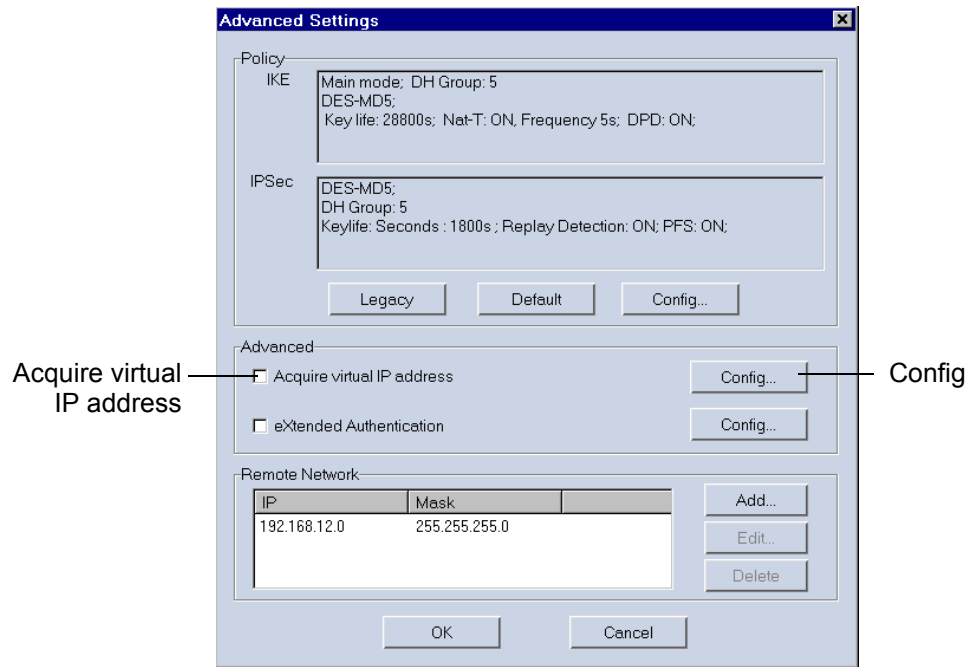 Advanced Settings
Policy
IKE
Main mode; DH Group: 5
DES-MD5;
Key life: 28800s; Nat-T: ON, Frequency 5s; DPD: ON;
IPSec
DES-MD5;
DH Group: 5
Keylife: Seconds : 1800s ; Replay Detection: ON; PFS: ON;
Legacy
Default
Config...
Advanced
Acquire virtual IP address
Config...
Acquire virtual
IP address
Config
eXtended Authentication
Config...
Remote Network
IP Mask
192.168.12.0 255.255.255.0
Add...
Edit...
Delete
OK
Cancel